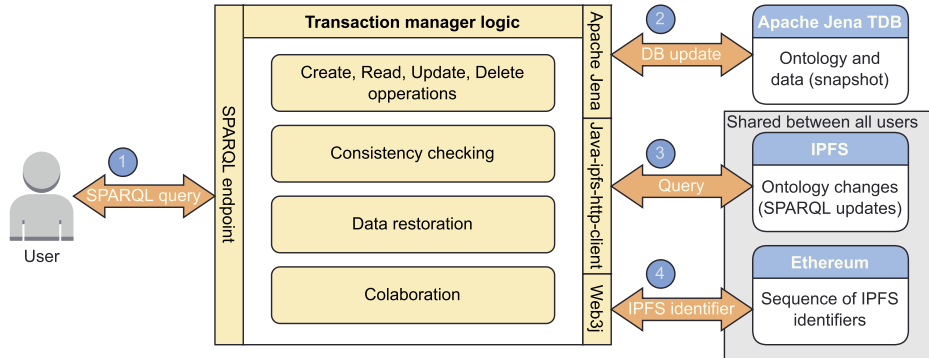 Transaction manager logic
Create, Read, Update, Delete
opperations
Consistency checking
Data restoration
Colaboration
SPARQL endpoint
Apache Jena
Java-ipfs-http-client
Web3j
1
SPARQL query
User
2
DB update
Apache Jena TDB
Ontology and
data (snapshot)
Shared between all users
3
Query
IPFS
Ontology changes
(SPARQL updates)
4
IPFS identifier
Ethereum
Sequence of IPFS
identifiers